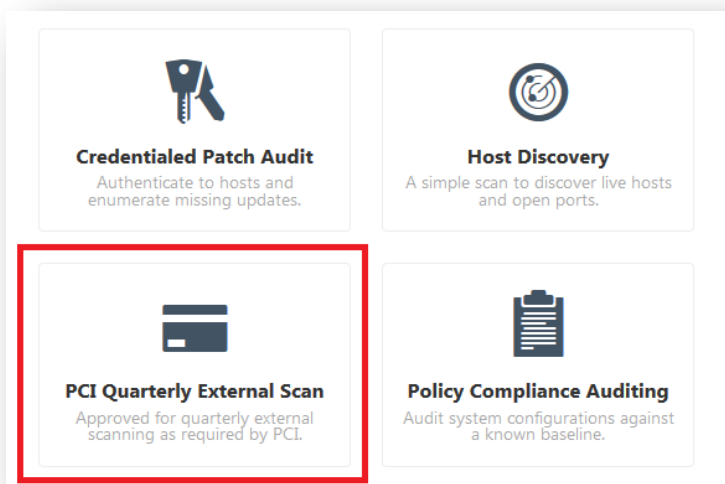 Credentialed Patch Audit
Authenticate to hosts and
enumerate missing updates.
Host Discovery
A simple scan to discover live hosts
and open ports.
PCI Quarterly External Scan
Approved for quarterly external
scanning as required by PCI.
Policy Compliance Auditing
Audit system configurations against
a known baseline.